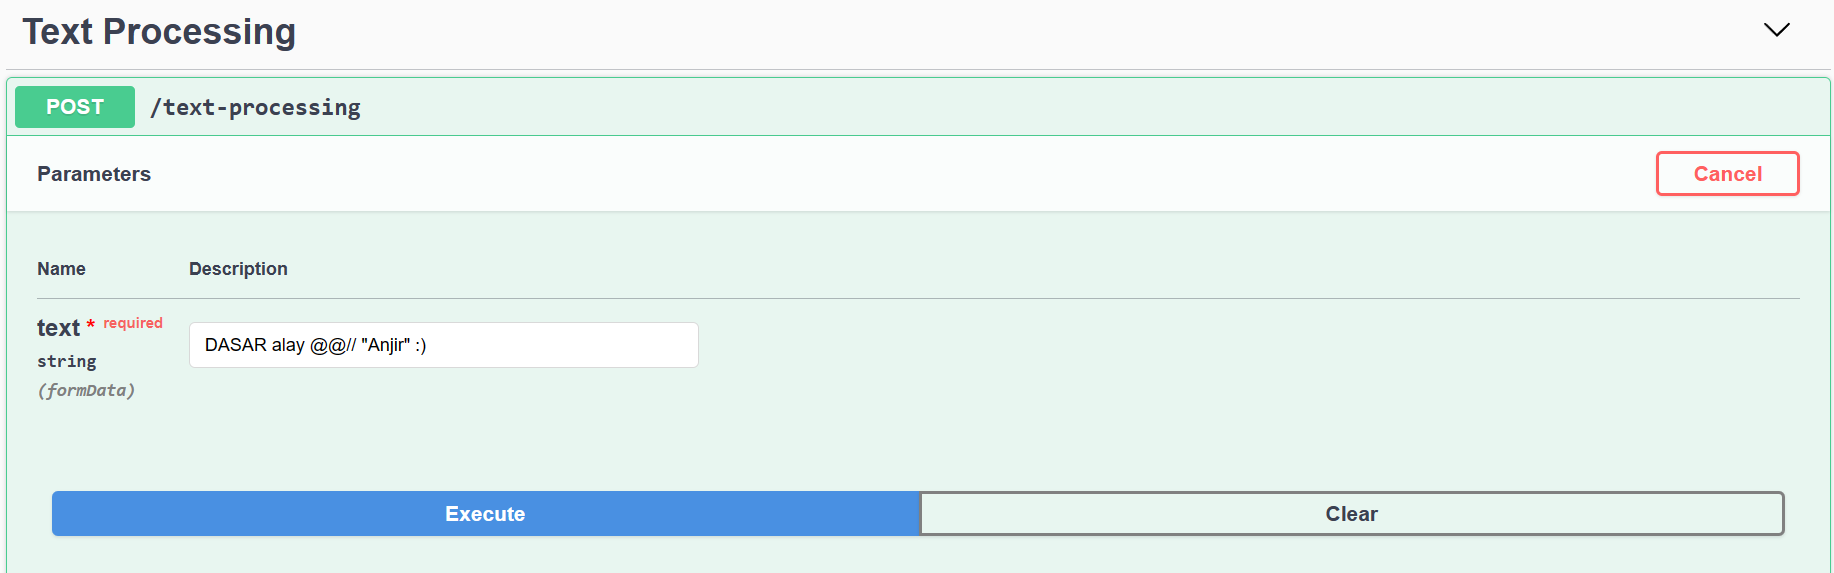 Text Processing
POST /text-processing
Parameters Cancel
Name Description
text * required
DASAR alay @@// "Anjir" :)
string
(formData)
Execute Clear